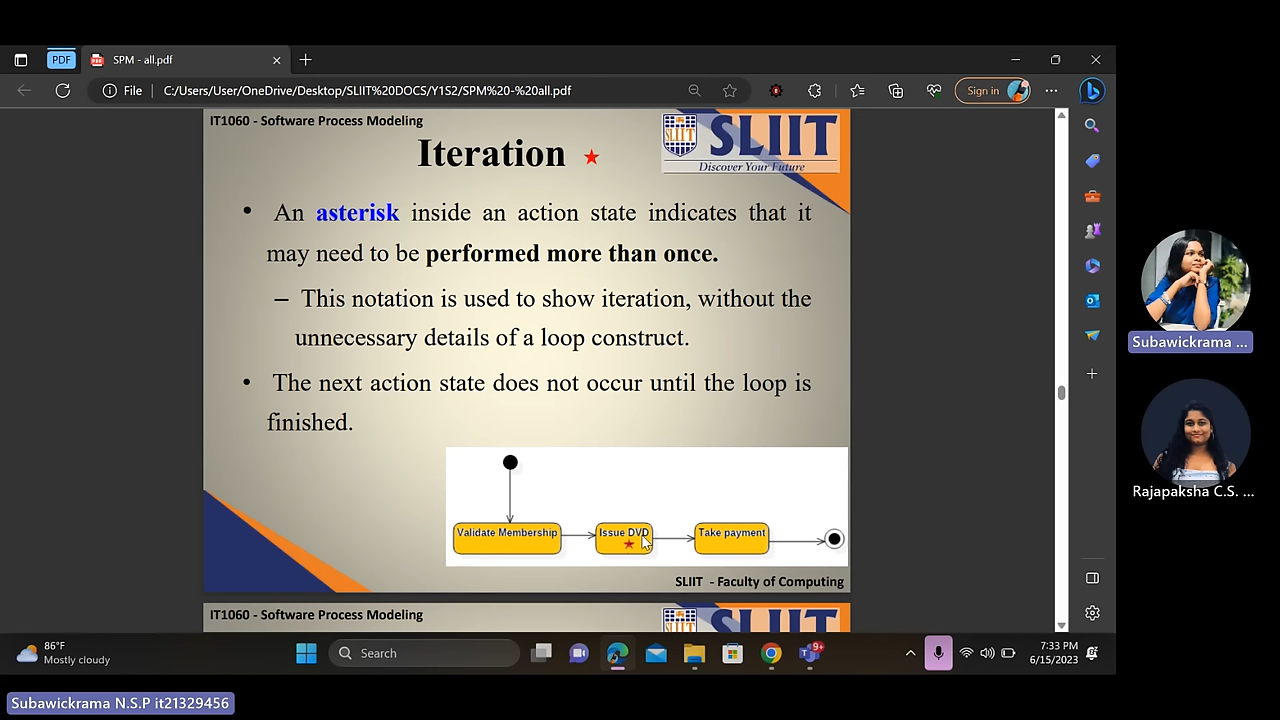 PDF
SPM - all.pdf
File
C:/Users/User/OneDrive/Desktop/SLIIT%20DOCS/Y1S2/SPM%20-%20all.pdf
Sign in
IT1060 - Software Process Modeling
SLIIT
SLIIT
Discover Your Future
Iteration
• An asterisk inside an action state indicates that it
may need to be performed more than once.
– This notation is used to show iteration, without the
unnecessary details of a loop construct.
• The next action state does not occur until the loop is
finished.
Validate Membership
Issue DVD
Take payment
SLIIT - Faculty of Computing
IT1060 - Software Process Modeling
Subawickrama ...
Rajapaksha C.S. ...
86°F
Mostly cloudy
Search
9+
7:33 PM
6/15/2023
Subawickrama N.S.P it21329456